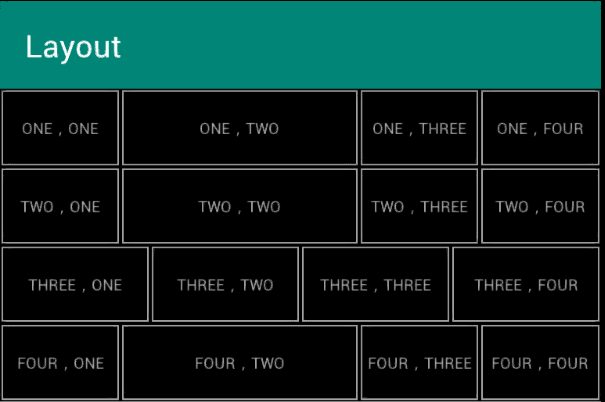 Layout
ONE , ONE ONE , TWO ONE , THREE ONE , FOUR
TWO , ONE TWO , TWO TWO , THREE TWO , FOUR
THREE , ONE THREE , TWO THREE , THREE THREE , FOUR
FOUR , ONE FOUR , TWO FOUR , THREE FOUR , FOUR